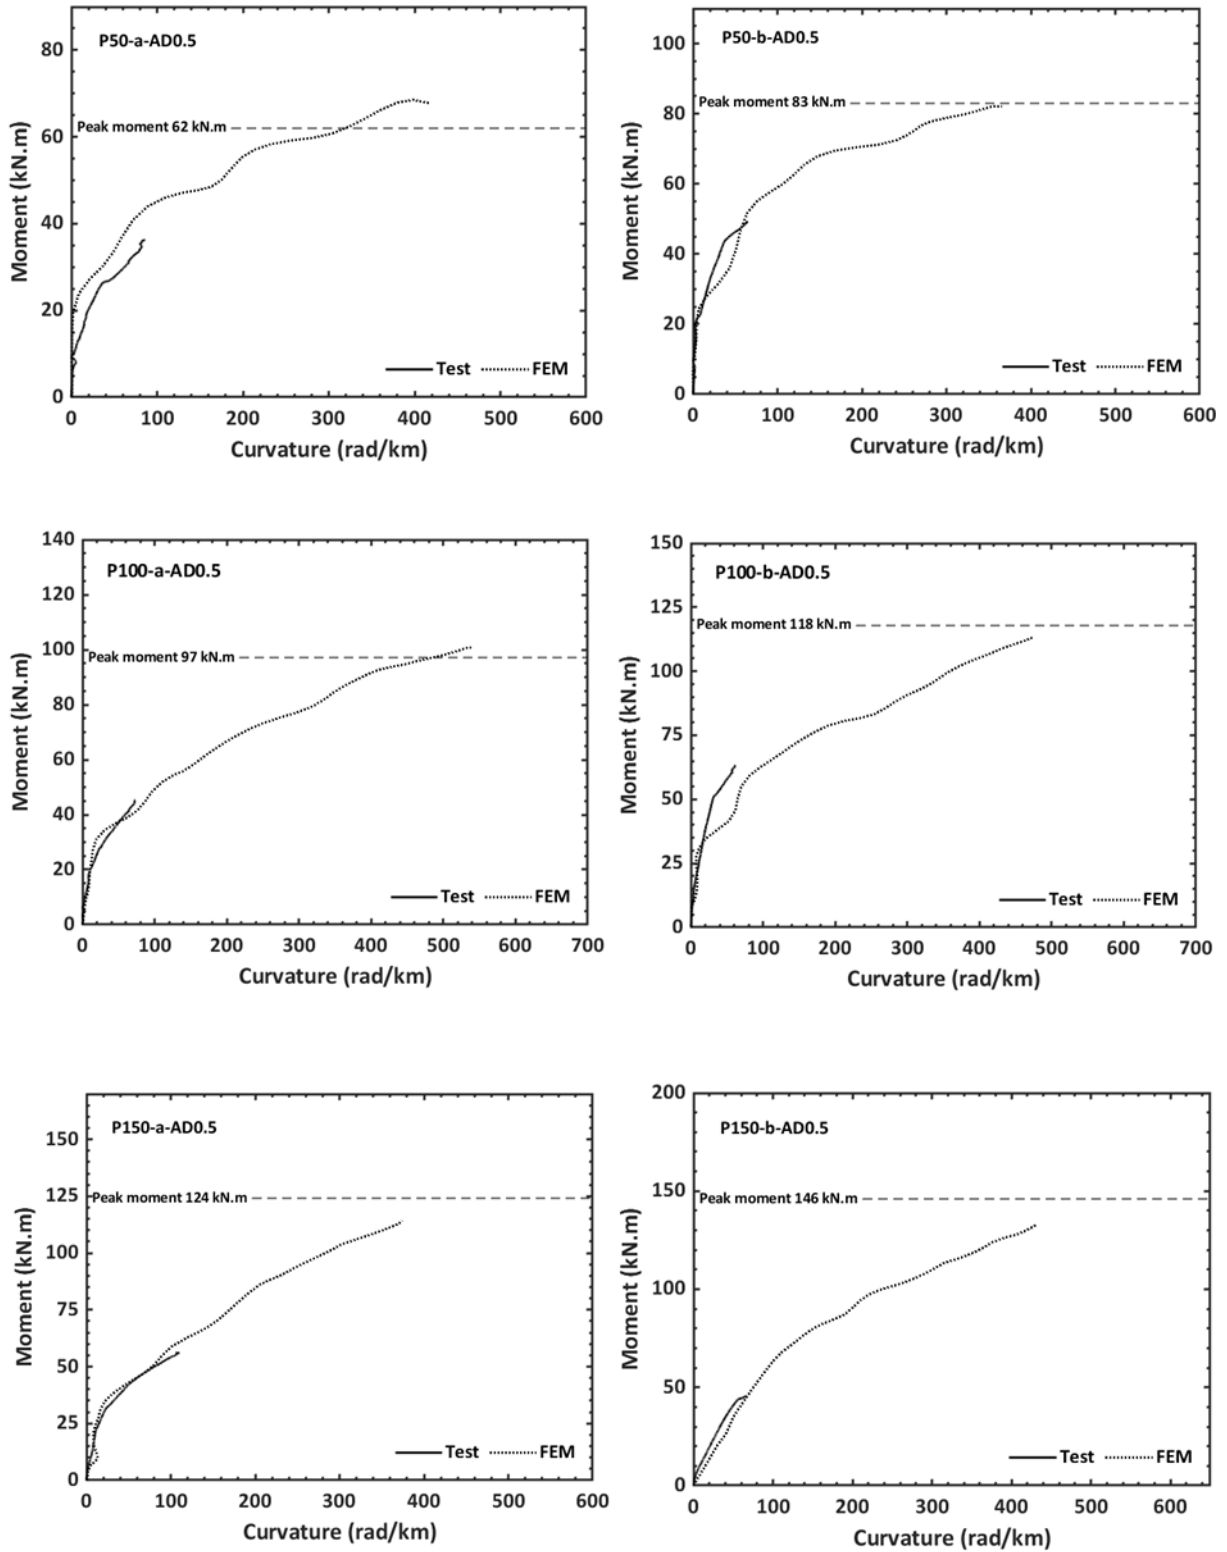 P50-a-AD0.5
Peak moment 62 kN.m
Moment (kN.m)
80
60
40
20
0
Test FEM
0 100 200 300 400 500 600
Curvature (rad/km)
P50-b-AD0.5
Peak moment 83 kN.m
Moment (kN.m)
100
80
60
40
20
0
Test FEM
0 100 200 300 400 500 600
Curvature (rad/km)
P100-a-AD0.5
Peak moment 97 kN.m
Moment (kN.m)
140
120
100
80
60
40
20
0
Test FEM
0 100 200 300 400 500 600 700
Curvature (rad/km)
P100-b-AD0.5
Peak moment 118 kN.m
Moment (kN.m)
150
125
100
75
50
25
0
Test FEM
0 100 200 300 400 500 600 700
Curvature (rad/km)
P150-a-AD0.5
Peak moment 124 kN.m
Moment (kN.m)
150
125
100
75
50
25
0
Test FEM
0 100 200 300 400 500 600
Curvature (rad/km)
P150-b-AD0.5
Peak moment 146 kN.m
Moment (kN.m)
200
150
100
50
0
Test FEM
0 100 200 300 400 500 600
Curvature (rad/km)